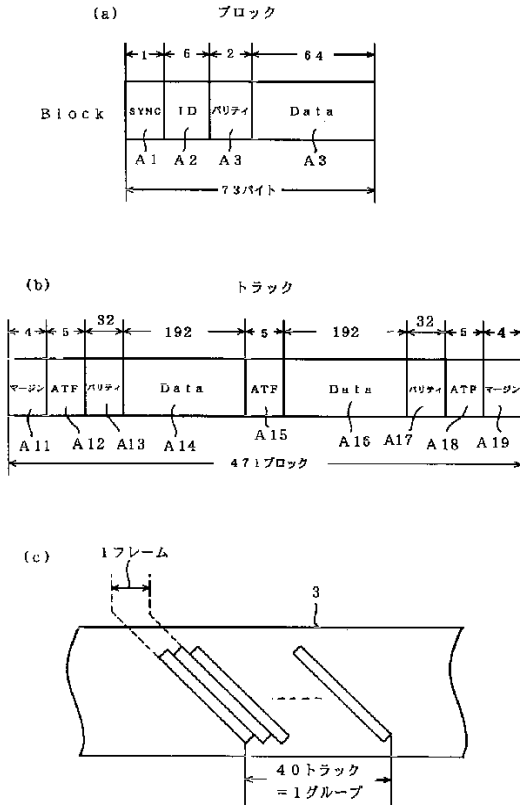 (a) ブロック
1 6 2 64
Block SYNC ID パリティ Data
A1 A2 A3 A3
73バイト
(b) トラック
4 5 32 192 5 192 32 5 4
マージン ATF パリティ Data ATF Data パリティ ATF マージン
A11 A12 A13 A14 A15 A16 A17 A18 A19
471ブロック
(c)
1フレーム
3
40トラック
=1グループ